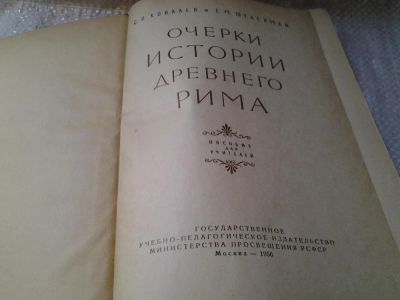 С. И. КОВАЛЕВ и Е. М. ШТАЕРМАН
ОЧЕРКИ
ИСТОРИИ
ДРЕВНЕГО
РИМА
ПОСОБИЕ
ДЛЯ
УЧИТЕЛЕЙ
ГОСУДАРСТВЕННОЕ
УЧЕБНО-ПЕДАГОГИЧЕСКОЕ ИЗДАТЕЛЬСТВО
МИНИСТЕРСТВА ПРОСВЕЩЕНИЯ РСФСР
Москва — 1956